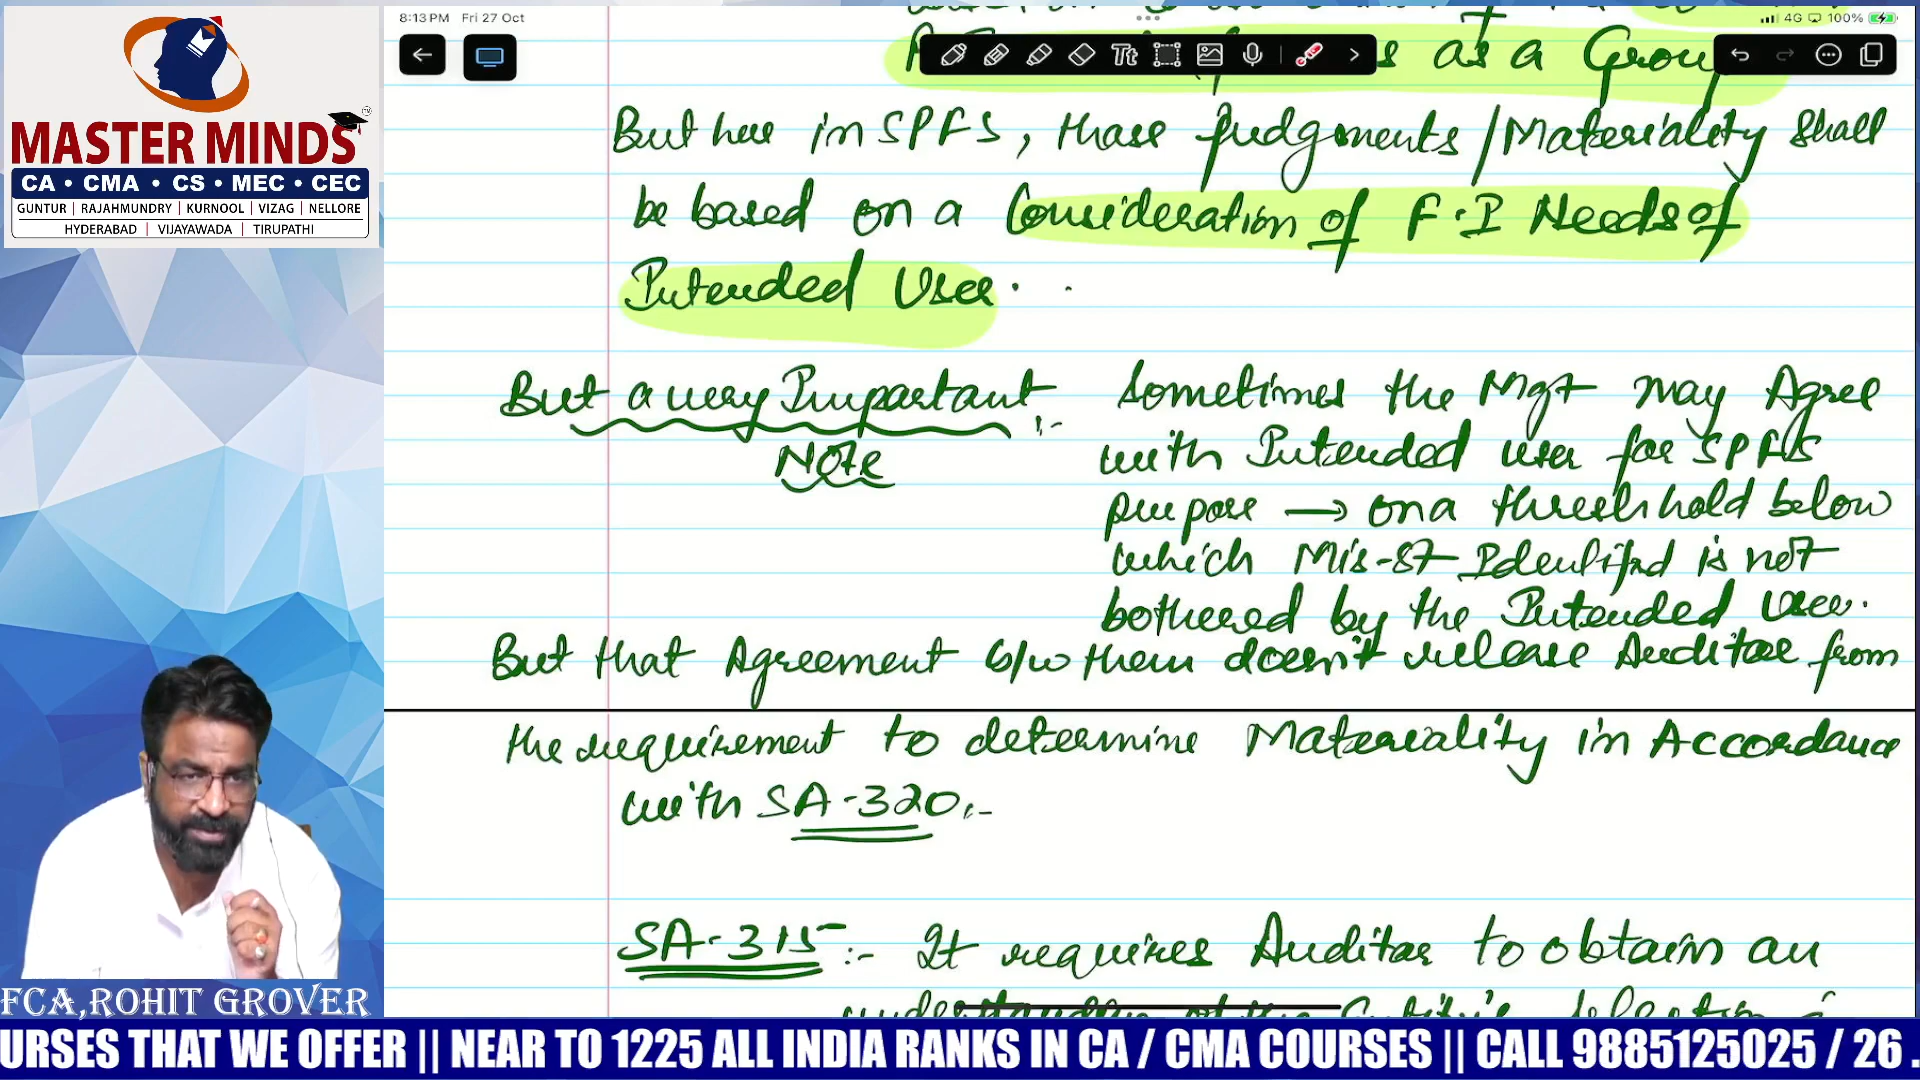 8:13 PM Fri 27 Oct
4G 100%
Tt
as a Group
MASTER MINDS
CA • CMA • CS • MEC • CEC
GUNTUR | RAJAHMUNDRY | KURNOOL | VIZAG | NELLORE
HYDERABAD | VIJAYAWADA | TIRUPATHI
But here in SPFS, those judgments / Materiality shall
be based on a Consideration of F.I Needs of
Intended User.
But a very Important :- Sometimes the Mgt may Agree
Note
with Intended user for SPFS
purpose → on a threshhold below
which Mis-St Identified is not
bothered by the Intended User.
But that Agreement b/w them doesn't release Auditor from
the requirement to determine Materiality in Accordance
with SA-320:-
SA-315 :- It requires Auditor to obtain an
FCA,ROHIT GROVER
URSES THAT WE OFFER || NEAR TO 1225 ALL INDIA RANKS IN CA / CMA COURSES || CALL 9885125025 / 26 .